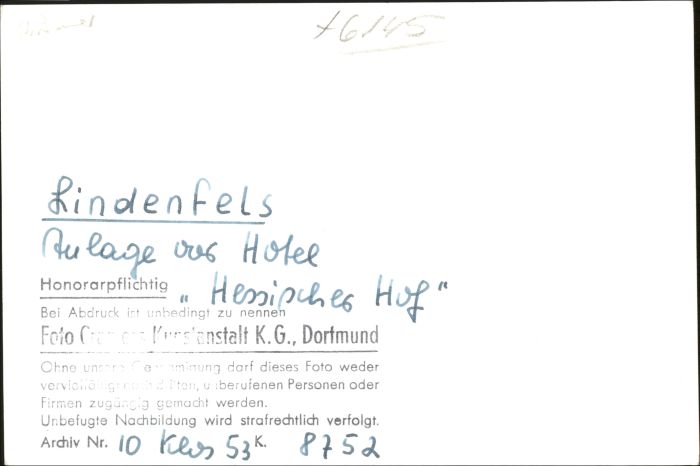 +6145
Lindenfels
Anlage vor Hotel
Honorarpflichtig
„Hessischer Hof“
Bei Abdruck ist unbedingt zu nennen
Foto Cramers Kunstanstalt K.G., Dortmund
Ohne unsere Genehmigung darf dieses Foto weder
vervielfältigt noch dritten, unberufenen Personen oder
Firmen zugängig gemacht werden.
Unbefugte Nachbildung wird strafrechtlich verfolgt.
Archiv Nr. 10 53 K. 8752